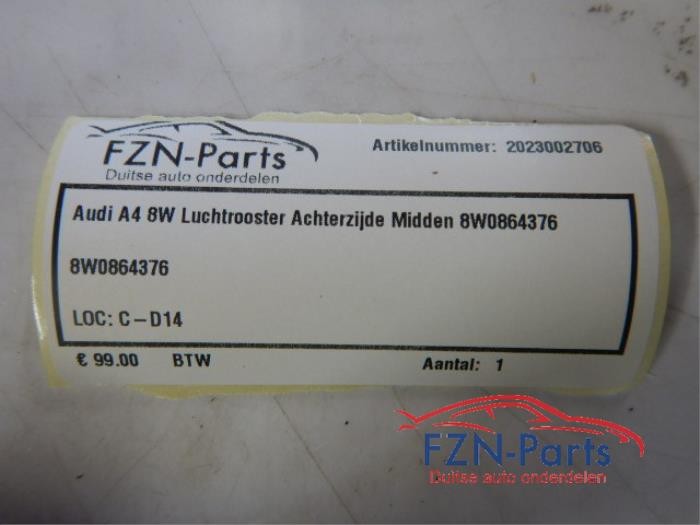 FZN-Parts
Duitse auto onderdelen
Artikelnummer: 2023002706
Audi A4 8W Luchtrooster Achterzijde Midden 8W0864376
8W0864376
LOC: C-D14
€ 99.00 BTW
Aantal: 1
FZN-Parts
Duitse auto onderdelen